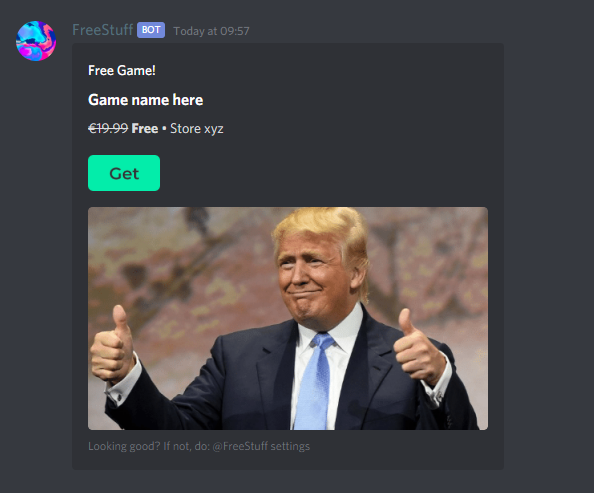 FreeStuff BOT Today at 09:57
Free Game!
Game name here
€19.99 Free • Store xyz
Get
Looking good? If not, do: @FreeStuff settings